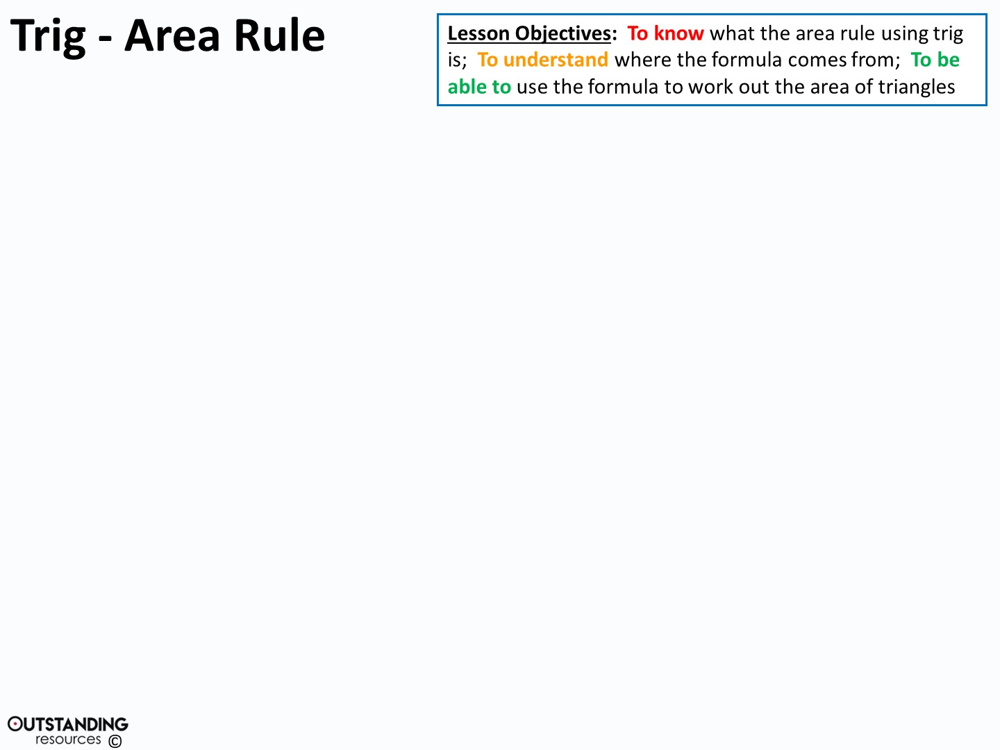 Trig - Area Rule
Lesson Objectives:  To know what the area rule using trig
is;  To understand where the formula comes from;  To be
able to use the formula to work out the area of triangles
OUTSTANDING
resources ©